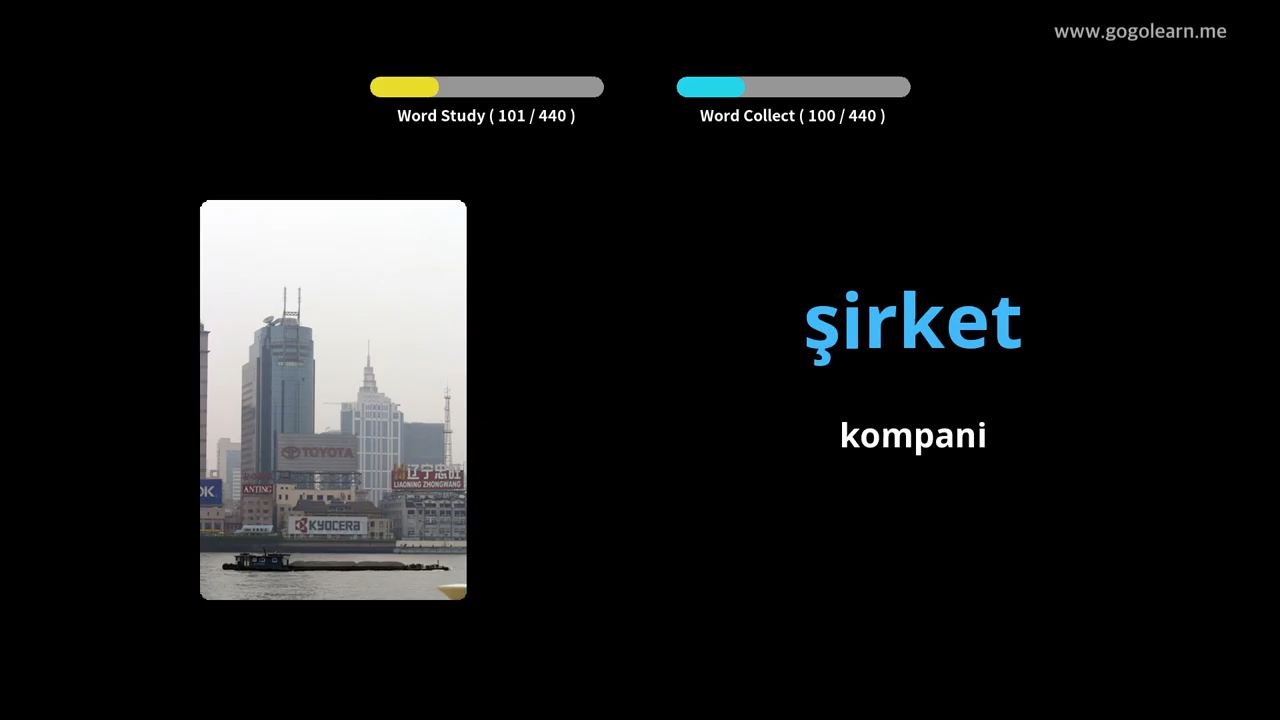 www.gogolearn.me
Word Study ( 101 / 440 )
Word Collect ( 100 / 440 )
şirket
kompani
TOYOTA
辽宁忠旺
LIAONING ZHONGWANG
OK
ANTING
KYOCERA